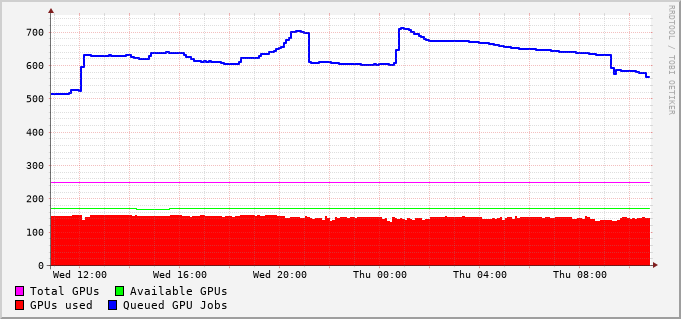 700
600
500
400
300
200
100
0
Wed 12:00 Wed 16:00 Wed 20:00 Thu 00:00 Thu 04:00 Thu 08:00
Total GPUs Available GPUs
GPUs used Queued GPU Jobs
RRDTOOL / TOBI OETIKER